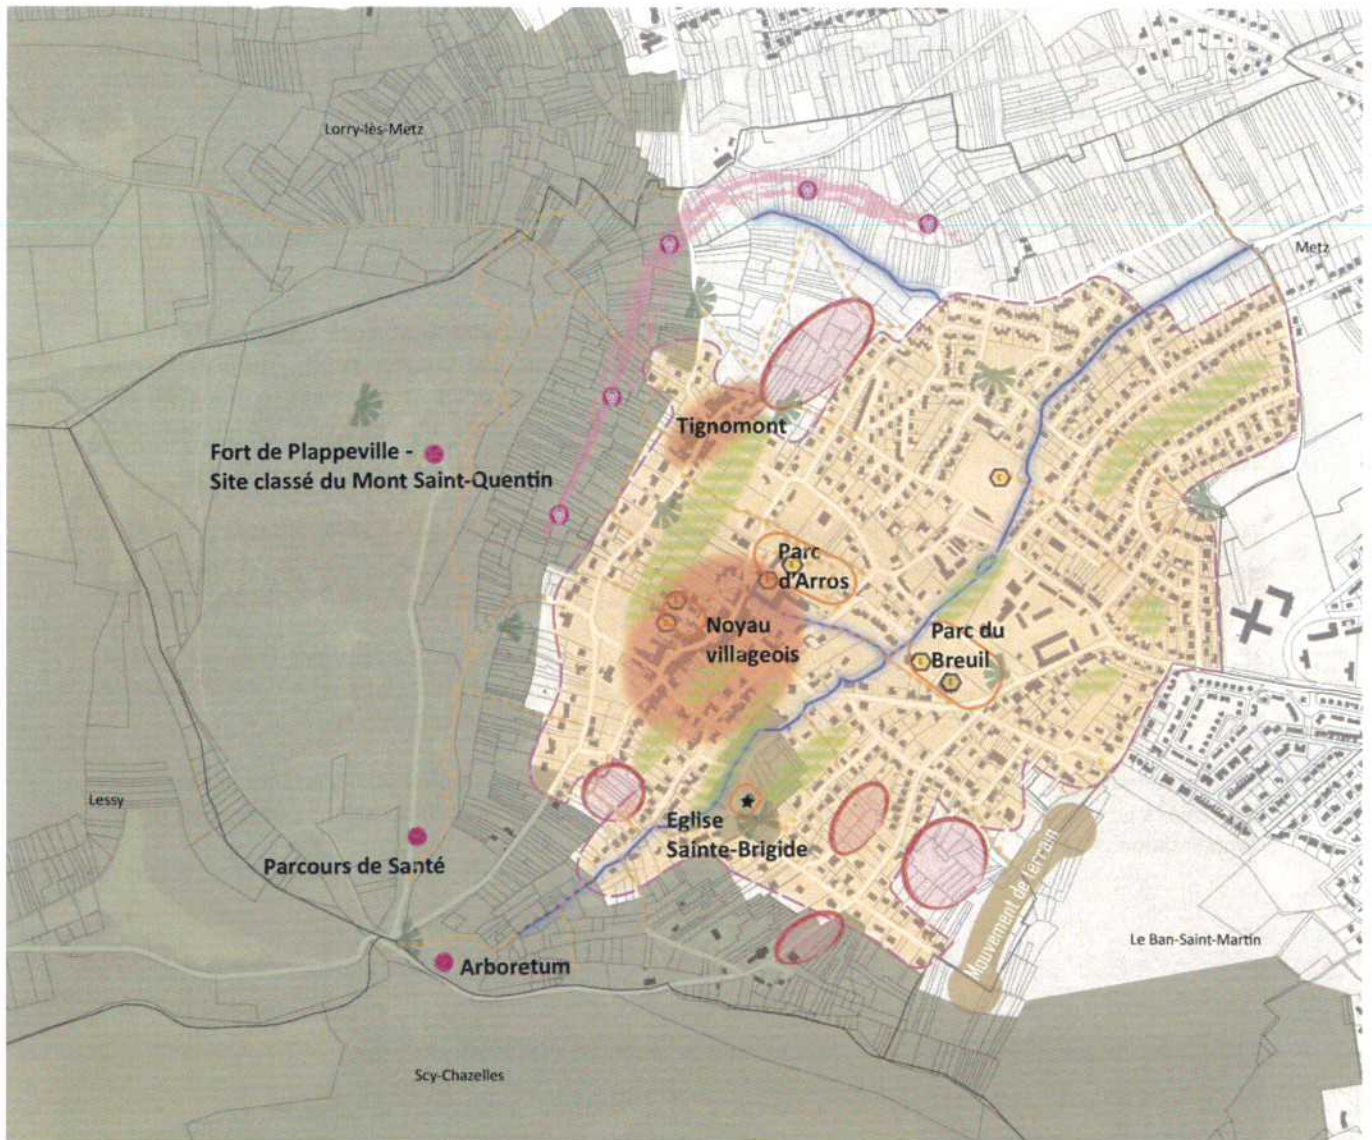 Lorry-lès-Metz
Metz
Tignomont
Fort de Plappeville -
Site classé du Mont Saint-Quentin
Parc
d'Arros
Noyau
villageois
Parc du
Breuil
Lessy
Eglise
Sainte-Brigide
Parcours de Santé
Mouvement de Terrain
Le Ban-Saint-Martin
Arboretum
Scy-Chazelles